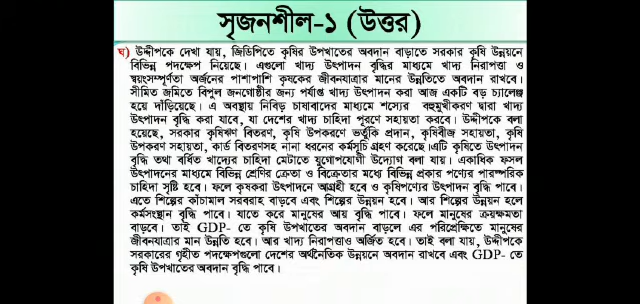 সৃজনশীল-১ (উত্তর)
ঘ) উদ্দীপকে দেখা যায়, জিডিপিতে কৃষির উপখাতের অবদান বাড়াতে সরকার কৃষি উন্নয়নে
বিভিন্ন পদক্ষেপ নিয়েছে। এগুলো খাদ্য উৎপাদন বৃদ্ধির মাধ্যমে খাদ্য নিরাপত্তা ও
স্বয়ংসম্পূর্ণতা অর্জনের পাশাপাশি কৃষকের জীবনযাত্রার মানের উন্নতিতে অবদান রাখবে।
সীমিত জমিতে বিপুল জনগোষ্ঠীর জন্য পর্যাপ্ত খাদ্য উৎপাদন করা আজ একটি বড় চ্যালেঞ্জ
হয়ে দাঁড়িয়েছে। এ অবস্থায় নিবিড় চাষাবাদের মাধ্যমে শস্যের বহুমুখীকরণ দ্বারা খাদ্য
উৎপাদন বৃদ্ধি করা যাবে, যা দেশের খাদ্য চাহিদা পূরণে সহায়তা করবে। উদ্দীপকে বলা
হয়েছে, সরকার কৃষিঋণ বিতরণ, কৃষি উপকরণে ভর্তুকি প্রদান, কৃষিবীজ সহায়তা, কৃষি
উপকরণ সহায়তা, কার্ড বিতরণসহ নানা ধরনের কর্মসূচি গ্রহণ করেছে।এটি কৃষিতে উৎপাদন
বৃদ্ধি তথা বর্ধিত খাদ্যের চাহিদা মেটাতে যুগোপযোগী উদ্যোগ বলা যায়। একাধিক ফসল
উৎপাদনের মাধ্যমে বিভিন্ন শ্রেণির ক্রেতা ও বিক্রেতার মধ্যে বিভিন্ন প্রকার পণ্যের পারস্পরিক
চাহিদা সৃষ্টি হবে। ফলে কৃষকরা উৎপাদনে আগ্রহী হবে ও কৃষিপণ্যের উৎপাদন বৃদ্ধি পাবে।
এতে শিল্পের কাঁচামাল সরবরাহ বাড়বে এবং শিল্পের উন্নয়ন হবে। আর শিল্পের উন্নয়ন হলে
কর্মসংস্থান বৃদ্ধি পাবে। যাতে করে মানুষের আয় বৃদ্ধি পাবে। ফলে মানুষের ক্রয়ক্ষমতা
বাড়বে। তাই GDP- তে কৃষি উপখাতের অবদান বাড়লে এর পরিপ্রেক্ষিতে মানুষের
জীবনযাত্রার মান উন্নতি হবে। আর খাদ্য নিরাপত্তাও অর্জিত হবে। তাই বলা যায়, উদ্দীপকে
সরকারের গৃহীত পদক্ষেপগুলো দেশের অর্থনৈতিক উন্নয়নে অবদান রাখবে এবং GDP- তে
কৃষি উপখাতের অবদান বৃদ্ধি পাবে।